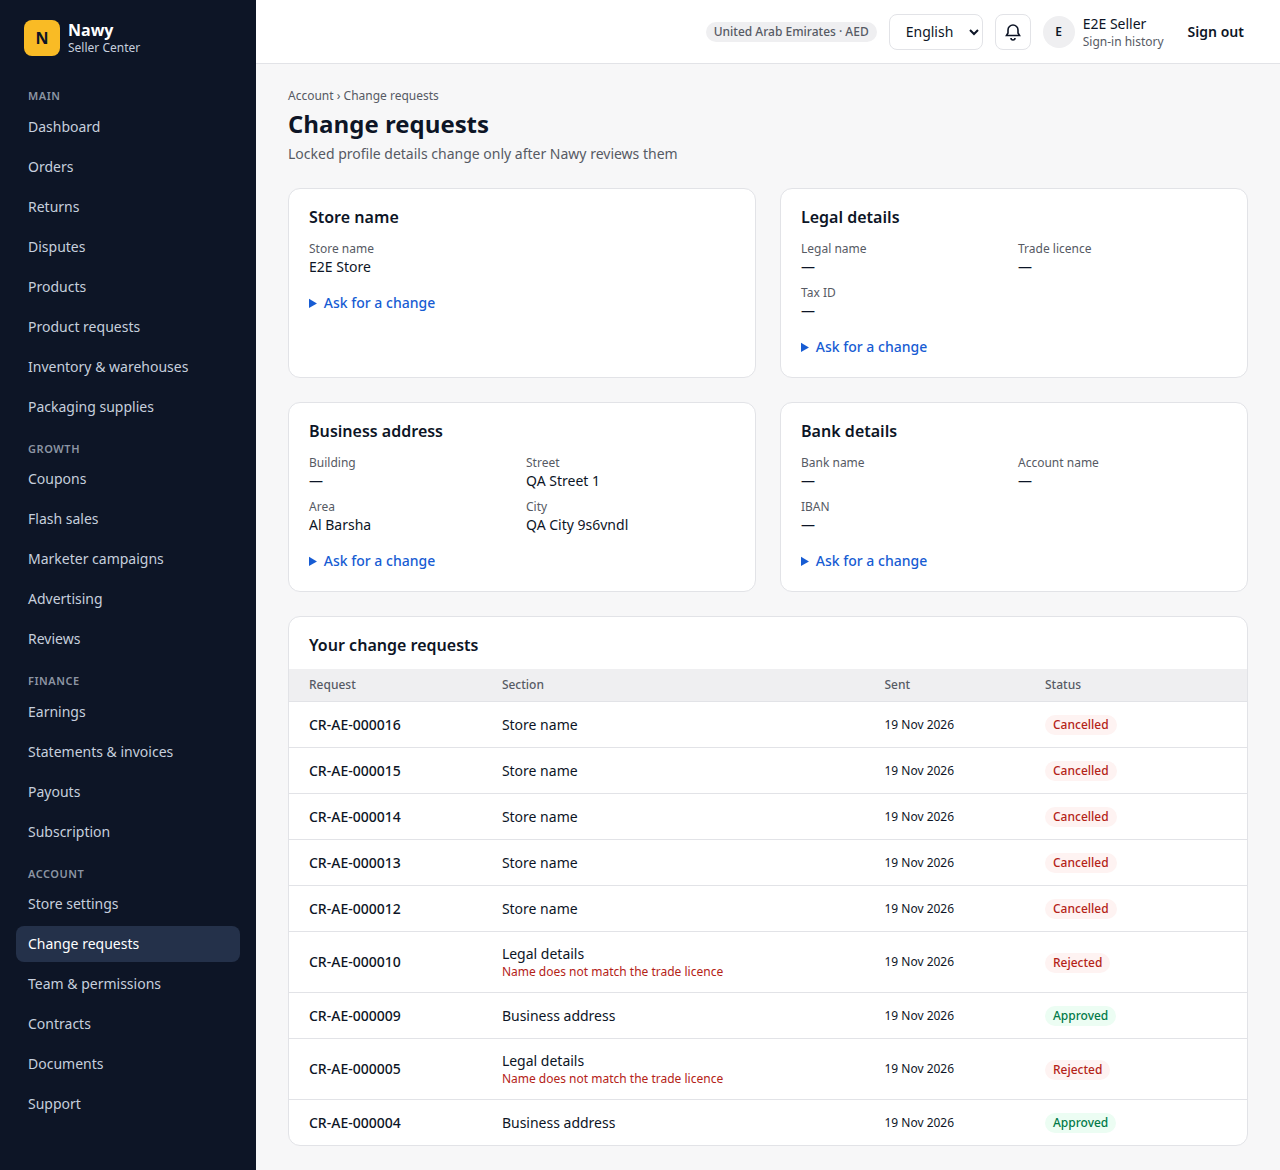 N
Nawy
Seller Center
United Arab Emirates · AED
English
E
E2E Seller
Sign-in history
Sign out
MAIN
Dashboard
Orders
Returns
Disputes
Products
Product requests
Inventory & warehouses
Packaging supplies
GROWTH
Coupons
Flash sales
Marketer campaigns
Advertising
Reviews
FINANCE
Earnings
Statements & invoices
Payouts
Subscription
ACCOUNT
Store settings
Change requests
Team & permissions
Contracts
Documents
Support
Account › Change requests
Change requests
Locked profile details change only after Nawy reviews them
Store name
Store name
E2E Store
Ask for a change
Legal details
Legal name Trade licence
— —
Tax ID
—
Ask for a change
Business address
Building Street
— QA Street 1
Area City
Al Barsha QA City 9s6vndl
Ask for a change
Bank details
Bank name Account name
— —
IBAN
—
Ask for a change
Your change requests
Request Section Sent Status
CR-AE-000016 Store name 19 Nov 2026 Cancelled
CR-AE-000015 Store name 19 Nov 2026 Cancelled
CR-AE-000014 Store name 19 Nov 2026 Cancelled
CR-AE-000013 Store name 19 Nov 2026 Cancelled
CR-AE-000012 Store name 19 Nov 2026 Cancelled
CR-AE-000010 Legal details 19 Nov 2026 Rejected
Name does not match the trade licence
CR-AE-000009 Business address 19 Nov 2026 Approved
CR-AE-000005 Legal details 19 Nov 2026 Rejected
Name does not match the trade licence
CR-AE-000004 Business address 19 Nov 2026 Approved